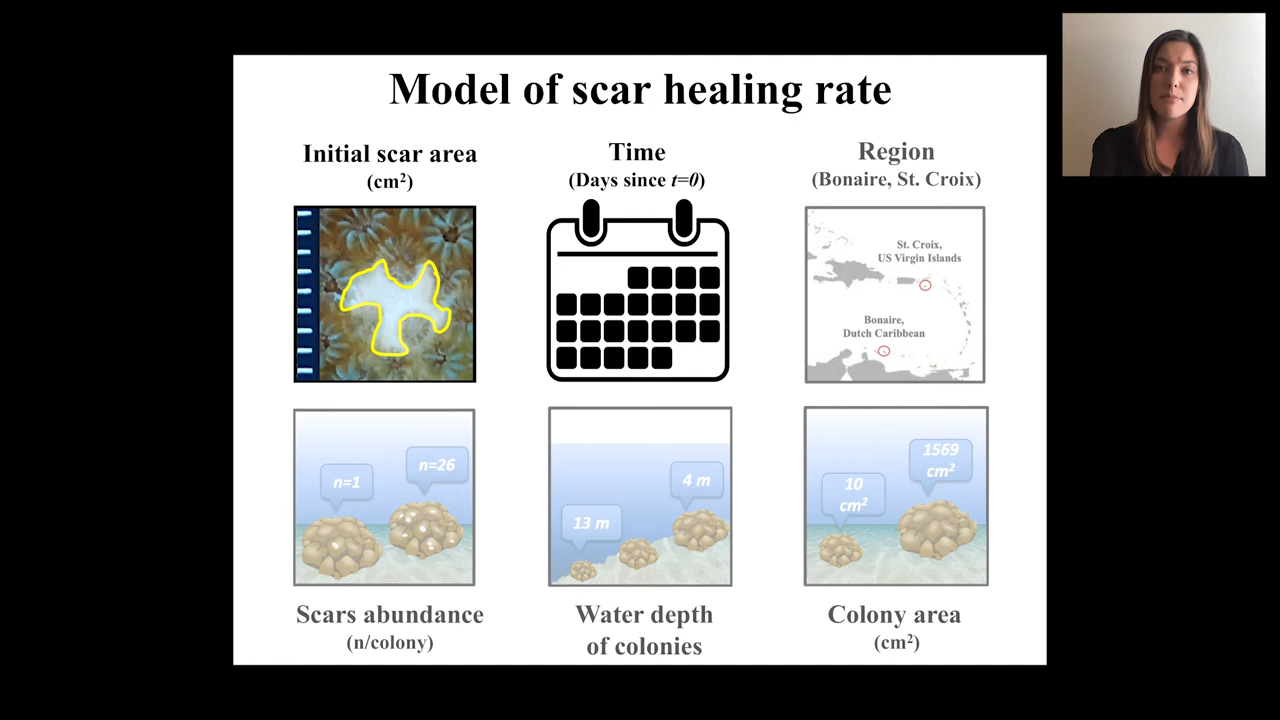 Model of scar healing rate
Initial scar area
(cm²)
Time
(Days since t=0)
Region
(Bonaire, St. Croix)
St. Croix,
US Virgin Islands
Bonaire,
Dutch Caribbean
n=1
n=26
13 m
4 m
10
cm²
1569
cm²
Scars abundance
(n/colony)
Water depth
of colonies
Colony area
(cm²)